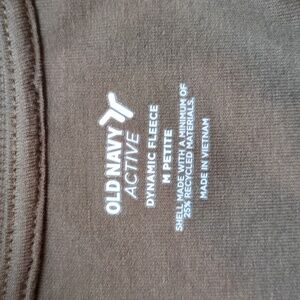 OLD NAVY
ACTIVE
DYNAMIC FLEECE
M PETITE
SHELL MADE WITH A MINIMUM OF
25% RECYCLED MATERIALS.
MADE IN VIETNAM